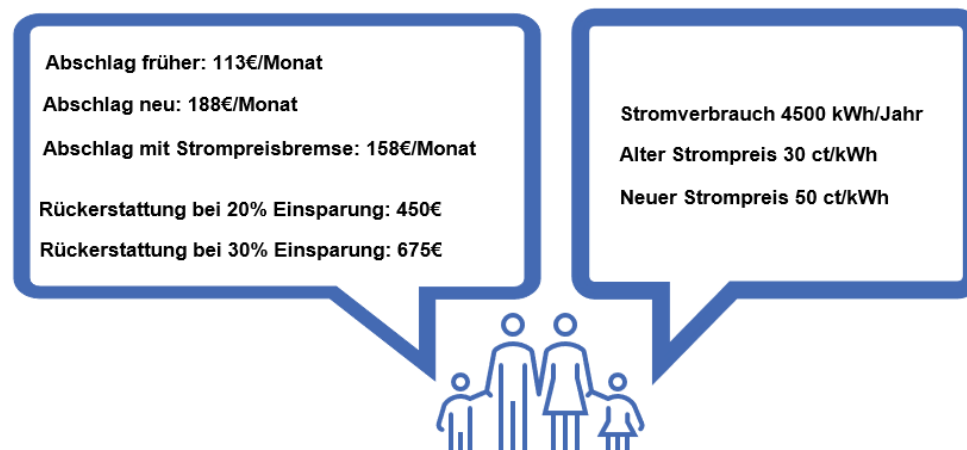 Abschlag früher: 113€/Monat
Abschlag neu: 188€/Monat
Abschlag mit Strompreisbremse: 158€/Monat
Rückerstattung bei 20% Einsparung: 450€
Rückerstattung bei 30% Einsparung: 675€
Stromverbrauch 4500 kWh/Jahr
Alter Strompreis 30 ct/kWh
Neuer Strompreis 50 ct/kWh